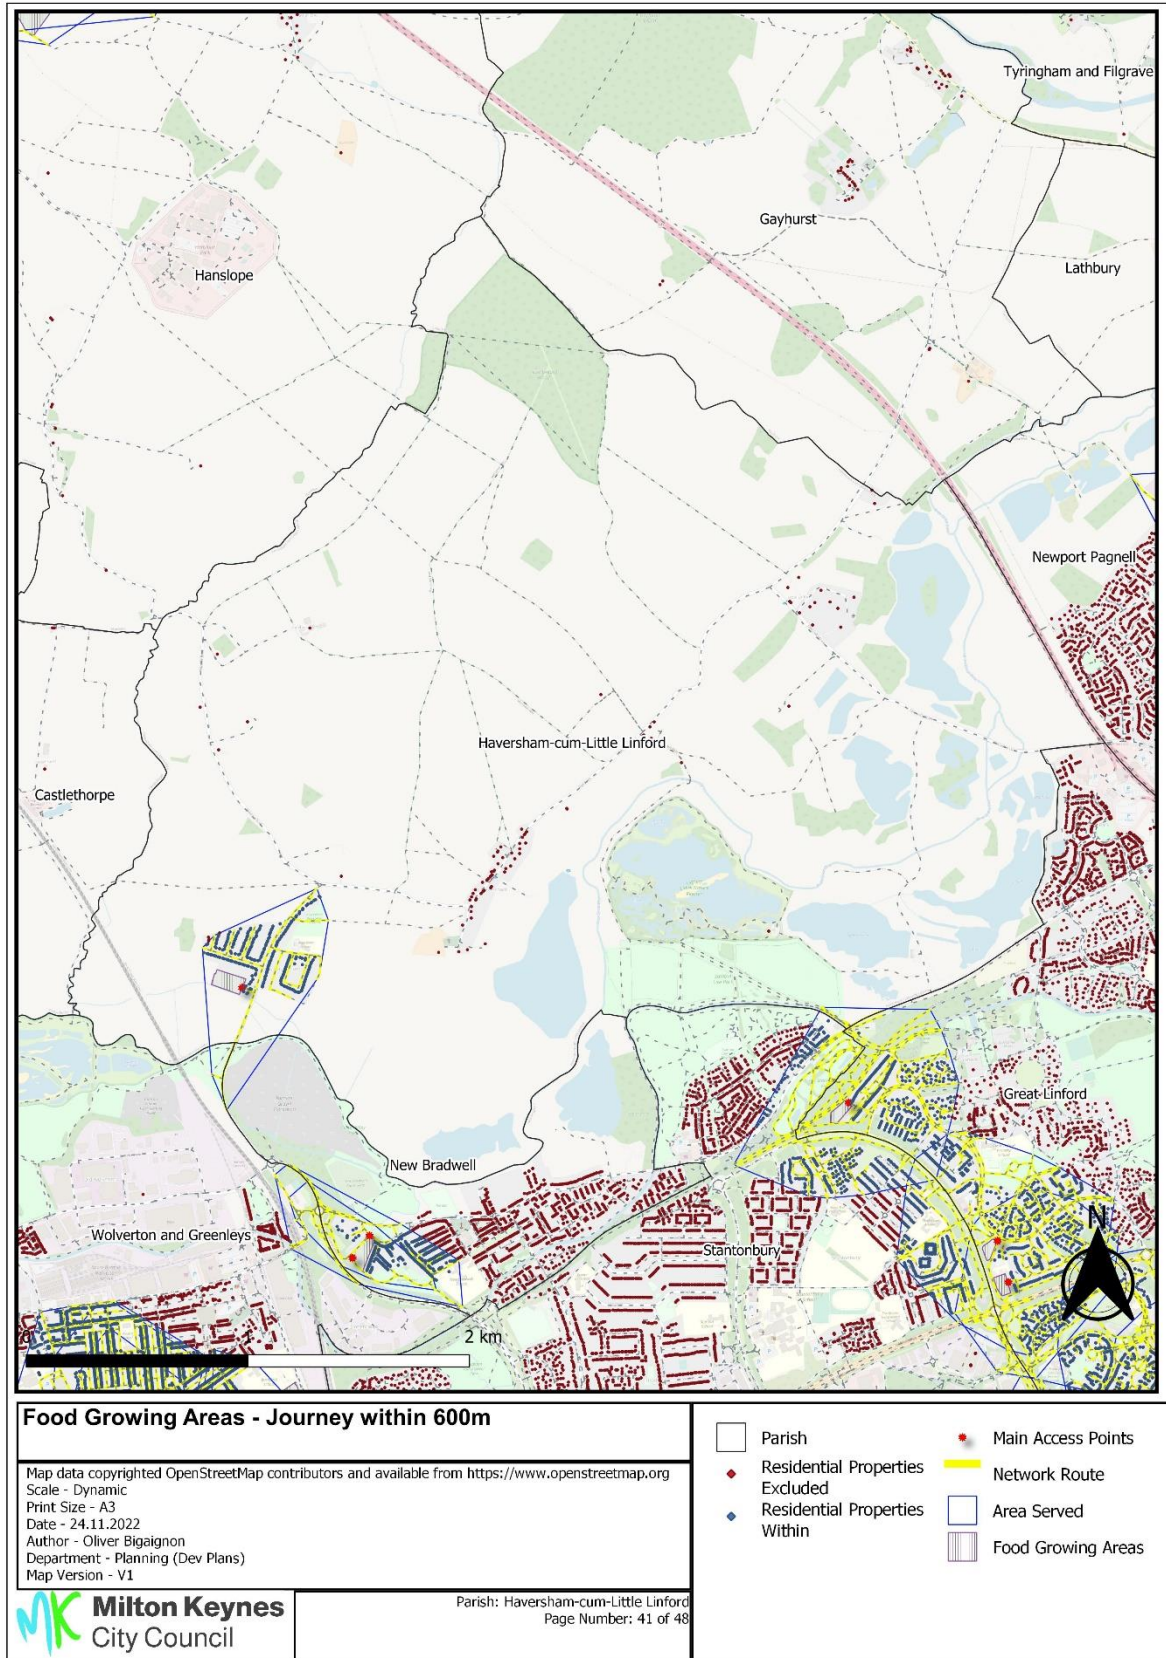 Tyringham and Filgrave
Gayhurst
Lathbury
Hanslope
Newport Pagnell
Haversham-cum-Little Linford
Castlethorpe
Great Linford
New Bradwell
Wolverton and Greenleys
Stantonbury
N
2 km
Food Growing Areas - Journey within 600m
Map data copyrighted OpenStreetMap contributors and available from https://www.openstreetmap.org
Scale - Dynamic
Print Size - A3
Date - 24.11.2022
Author - Oliver Bigaignon
Department - Planning (Dev Plans)
Map Version - V1
MK Milton Keynes
City Council
Parish: Haversham-cum-Little Linford
Page Number: 41 of 48
Parish
Residential Properties
Excluded
Residential Properties
Within
Main Access Points
Network Route
Area Served
Food Growing Areas